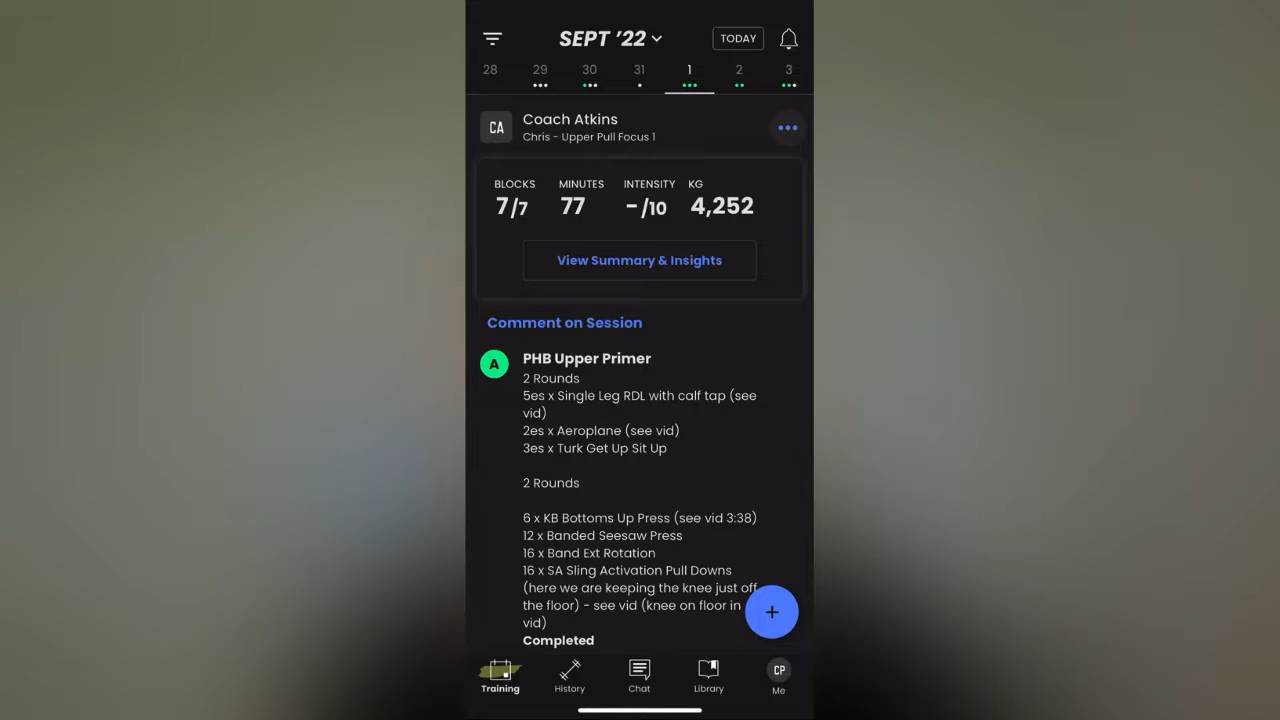 SEPT '22
TODAY
28 29 30 31 1 2 3
CA
Coach Atkins
Chris - Upper Pull Focus 1
BLOCKS MINUTES INTENSITY KG
7/7 77 -/10 4,252
View Summary & Insights
Comment on Session
A
PHB Upper Primer
2 Rounds
5es x Single Leg RDL with calf tap (see
vid)
2es x Aeroplane (see vid)
3es x Turk Get Up Sit Up
2 Rounds
6 x KB Bottoms Up Press (see vid 3:38)
12 x Banded Seesaw Press
16 x Band Ext Rotation
16 x SA Sling Activation Pull Downs
(here we are keeping the knee just off
the floor) - see vid (knee on floor in
vid)
Completed
+
CP
Training History Chat Library Me